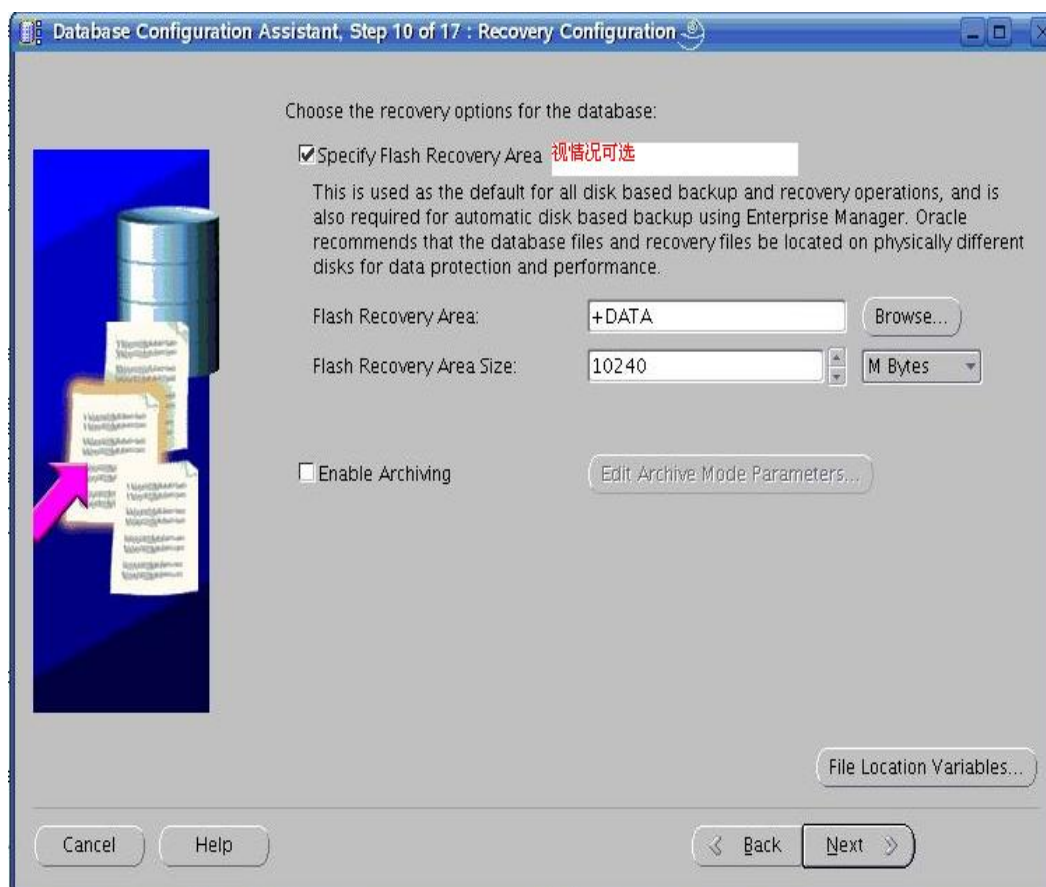 Database Configuration Assistant, Step 10 of 17 : Recovery Configuration
Choose the recovery options for the database:
Specify Flash Recovery Area 视情况可选
This is used as the default for all disk based backup and recovery operations, and is
also required for automatic disk based backup using Enterprise Manager. Oracle
recommends that the database files and recovery files be located on physically different
disks for data protection and performance.
Flash Recovery Area: +DATA Browse...
Flash Recovery Area Size: 10240 M Bytes
Enable Archiving Edit Archive Mode Parameters...
File Location Variables...
Cancel Help Back Next